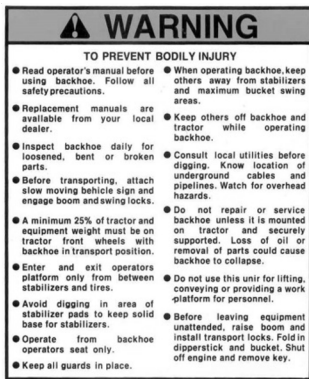 WARNING
TO PREVENT BODILY INJURY
● Read operator's manual before
using backhoe. Follow all
safety precautions.
● Replacement manuals are
available from your local
dealer.
● Inspect backhoe daily for
loosened, bent or broken
parts.
● Before transporting, attach
slow moving behicle sign and
engage boom and swing locks.
● A minimum 25% of tractor and
equipment weight must be on
tractor front wheels with
backhoe in transport position.
● Enter and exit operators
platform only from between
stabilizers and tires.
● Avoid digging in area of
stabilizer pads to keep solid
base for stabilizers.
● Operate from backhoe
operators seat only.
● Keep all guards in place.
● When operating backhoe, keep
others away from stabilizers
and maximum bucket swing
areas.
● Keep others off backhoe and
tractor while operating
backhoe.
● Consult local utilities before
digging. Know location of
underground cables and
pipelines. Watch for overhead
hazards.
● Do not repair or service
backhoe unless it is mounted
on tractor and securely
supported. Loss of oil or
removal of parts could cause
backhoe to collapse.
● Do not use this unir for lifting,
conveying or providing a work
platform for personnel.
● Before leaving equipment
unattended, raise boom and
install transport locks. Fold in
dipperstick and bucket. Shut
off engine and remove key.